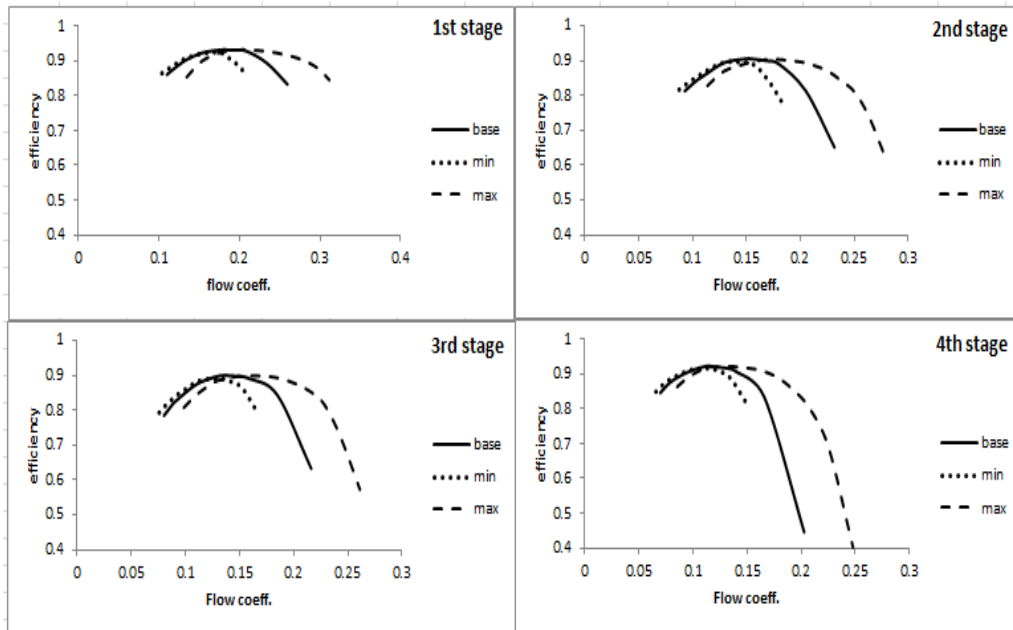 1st stage
1
0.9
0.8
0.7
0.6
0.5
0.4
efficiency
0 0.1 0.2 0.3 0.4
flow coeff.
base
min
max
2nd stage
1
0.9
0.8
0.7
0.6
0.5
0.4
efficiency
0 0.05 0.1 0.15 0.2 0.25 0.3
Flow coeff.
base
min
max
3rd stage
1
0.9
0.8
0.7
0.6
0.5
0.4
efficiency
0 0.05 0.1 0.15 0.2 0.25 0.3
Flow coeff.
base
min
max
4th stage
1
0.9
0.8
0.7
0.6
0.5
0.4
efficiency
0 0.05 0.1 0.15 0.2 0.25 0.3
Flow coeff.
base
min
max